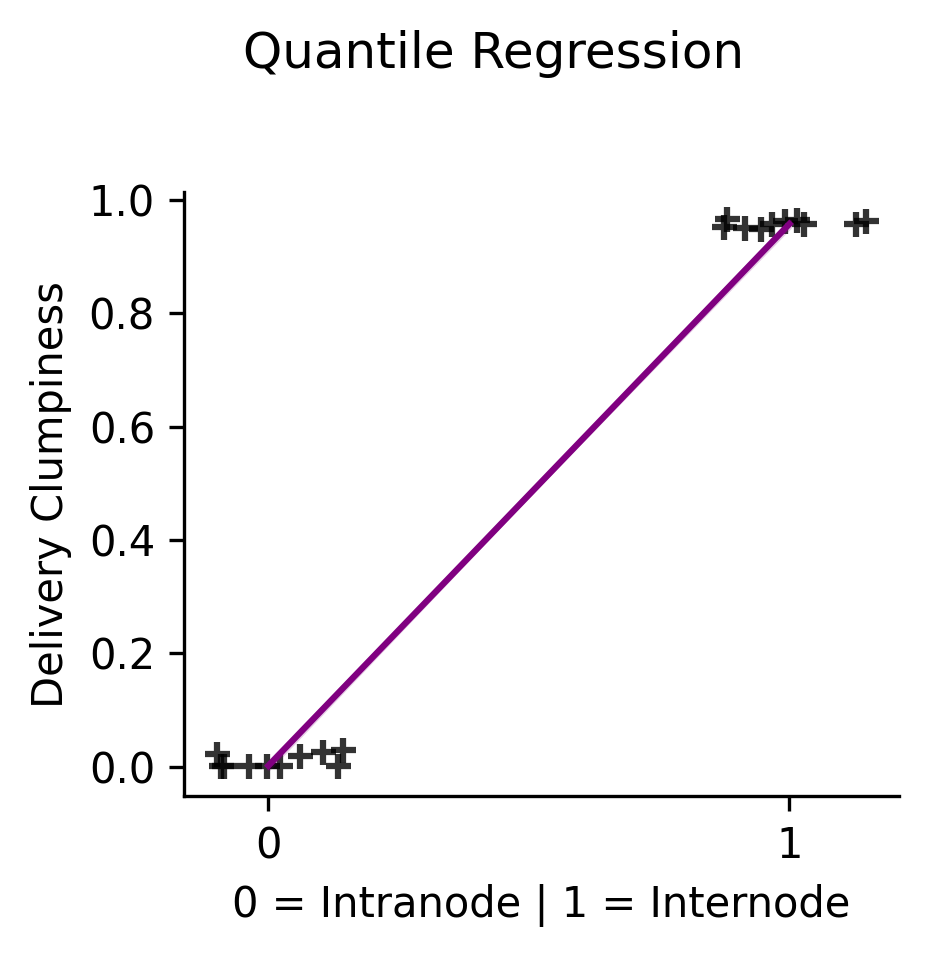 Quantile Regression
1.0
0.8
0.6
0.4
0.2
0.0
Delivery Clumpiness
0 1
0 = Intranode | 1 = Internode